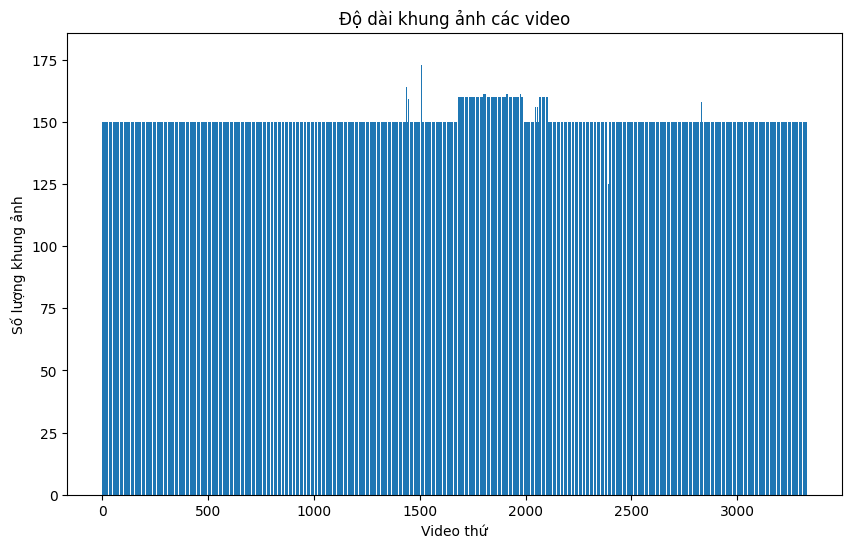 Độ dài khung ảnh các video
Số lượng khung ảnh
175
150
125
100
75
50
25
0
0 500 1000 1500 2000 2500 3000
Video thứ